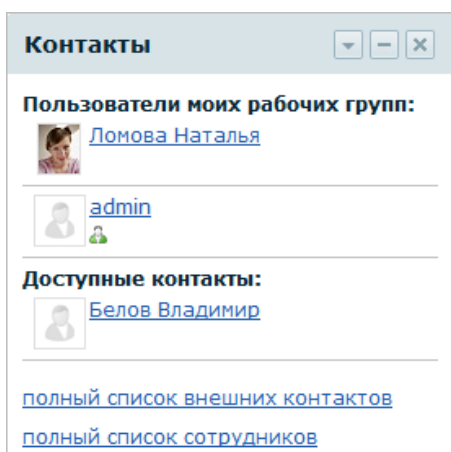 Контакты
Пользователи моих рабочих групп:
Ломова Наталья
admin
Доступные контакты:
Белов Владимир
полный список внешних контактов
полный список сотрудников